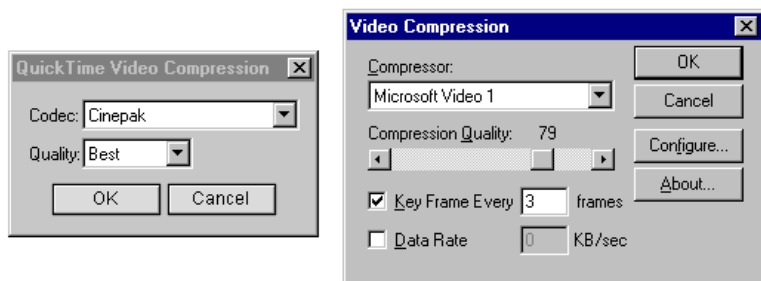 QuickTime Video Compression
Codec: Cinepak
Quality: Best
OK Cancel
Video Compression
Compressor:
Microsoft Video 1
Compression Quality: 79
Key Frame Every 3 frames
Data Rate 0 KB/sec
OK
Cancel
Configure...
About...